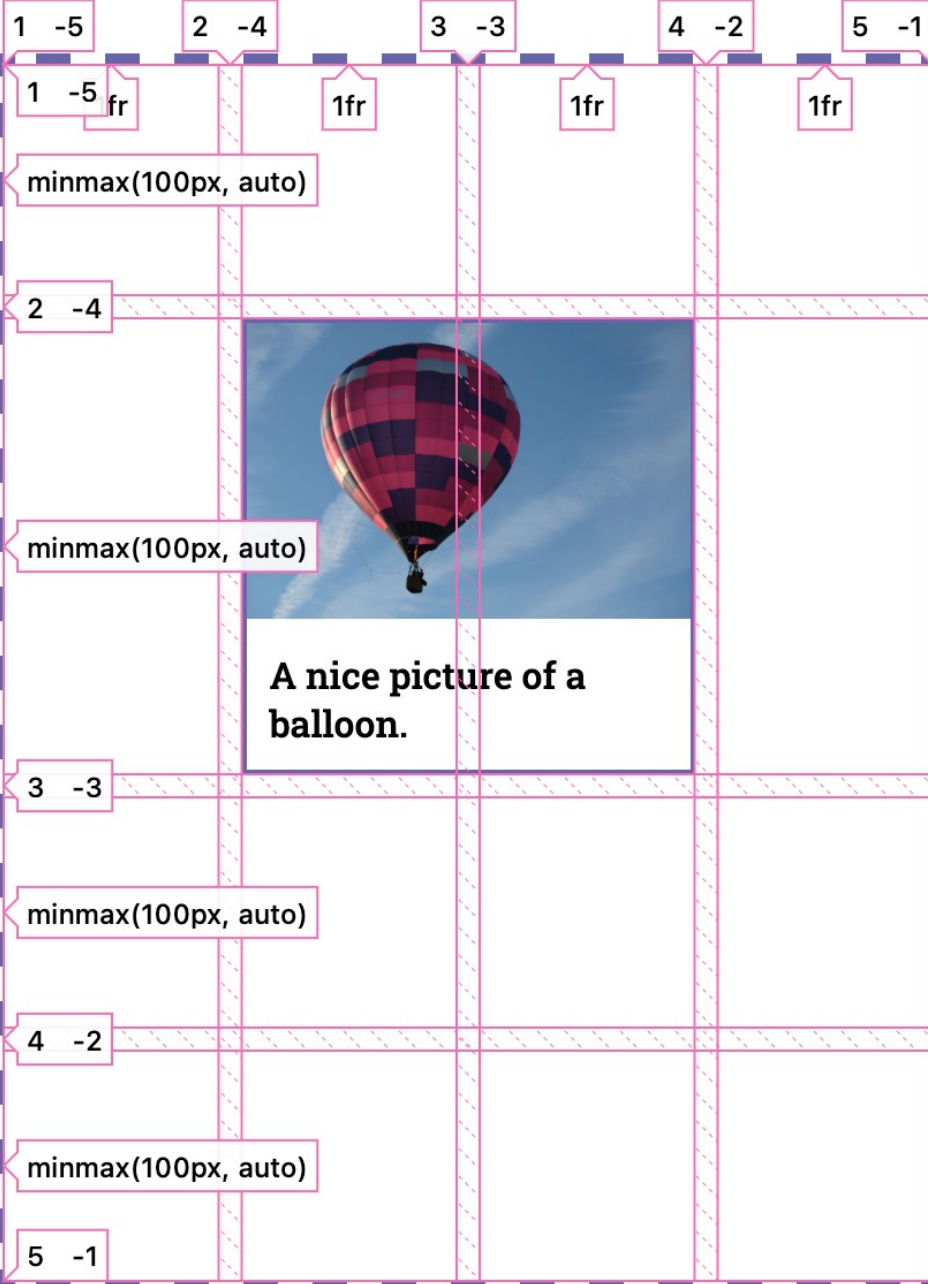 1 -5
2 -4
3 -3
4 -2
5 -1
1 -5
1fr
1fr
1fr
1fr
minmax(100px, auto)
2 -4
minmax(100px, auto)
A nice picture of a
balloon.
3 -3
minmax(100px, auto)
4 -2
minmax(100px, auto)
5 -1